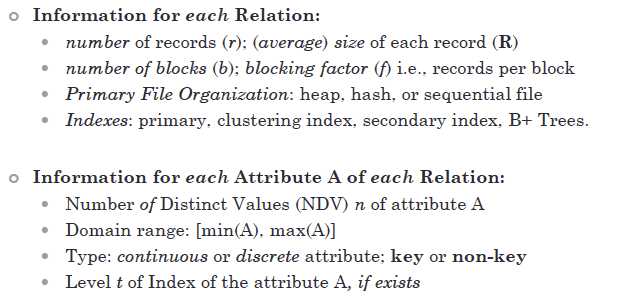 Information for each Relation:
number of records (r); (average) size of each record (R)
number of blocks (b); blocking factor (f) i.e., records per block
Primary File Organization: heap, hash, or sequential file
Indexes: primary, clustering index, secondary index, B+ Trees.
Information for each Attribute A of each Relation:
Number of Distinct Values (NDV) n of attribute A
Domain range: [min(A), max(A)]
Type: continuous or discrete attribute; key or non-key
Level t of Index of the attribute A, if exists